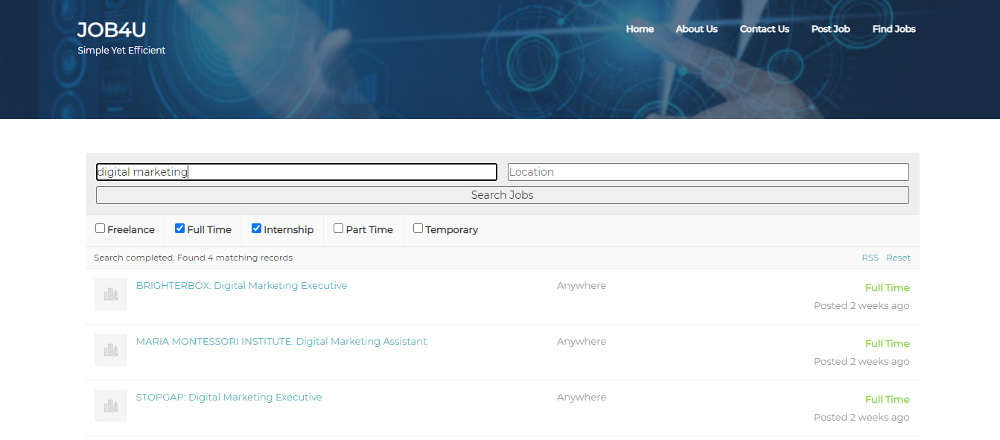 JOB4U
Simple Yet Efficient
Home About Us Contact Us Post Job Find Jobs
digital marketing Location
Search Jobs
Freelance Full Time Internship Part Time Temporary
Search completed. Found 4 matching records. RSS Reset
BRIGHTERBOX: Digital Marketing Executive Anywhere Full Time
Posted 2 weeks ago
MARIA MONTESSORI INSTITUTE: Digital Marketing Assistant Anywhere Full Time
Posted 2 weeks ago
STOPGAP: Digital Marketing Executive Anywhere Full Time
Posted 2 weeks ago